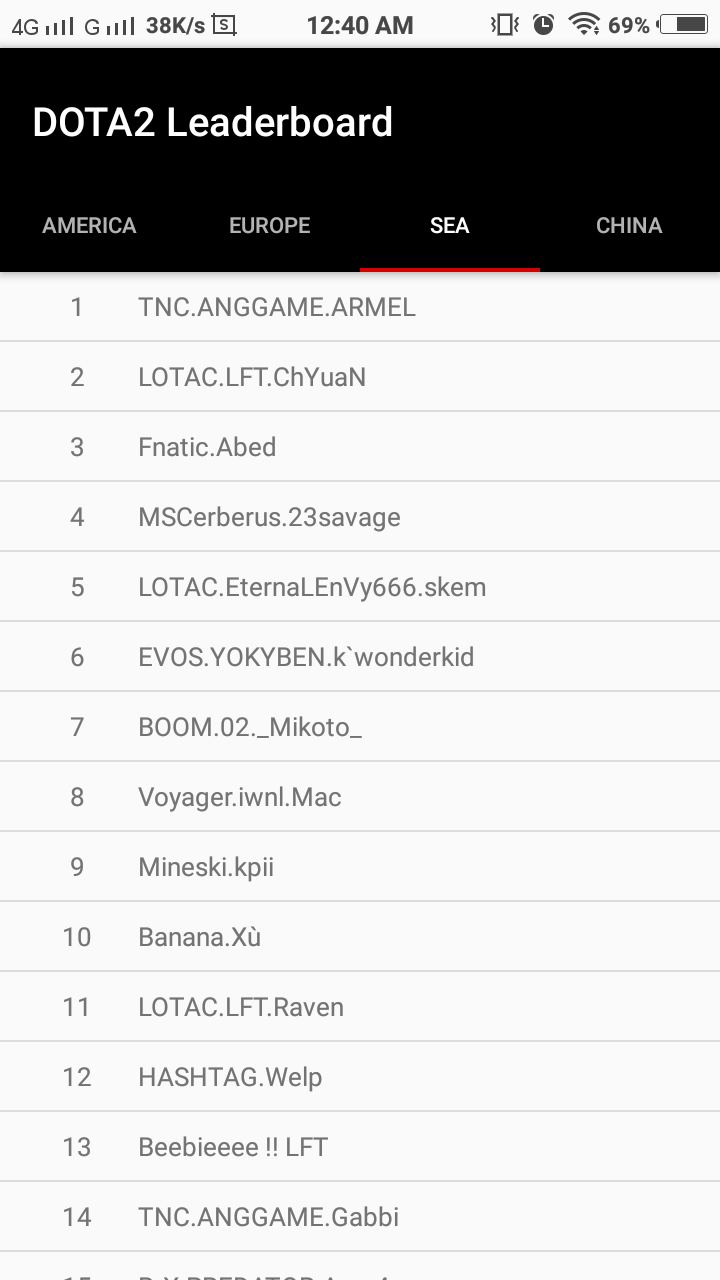 4G G 38K/s S 12:40 AM 69%
DOTA2 Leaderboard
AMERICA EUROPE SEA CHINA
1 TNC.ANGGAME.ARMEL
2 LOTAC.LFT.ChYuaN
3 Fnatic.Abed
4 MSCerberus.23savage
5 LOTAC.EternaLEnVy666.skem
6 EVOS.YOKYBEN.k`wonderkid
7 BOOM.02._Mikoto_
8 Voyager.iwnl.Mac
9 Mineski.kpii
10 Banana.Xù
11 LOTAC.LFT.Raven
12 HASHTAG.Welp
13 Beebieeee !! LFT
14 TNC.ANGGAME.Gabbi
15